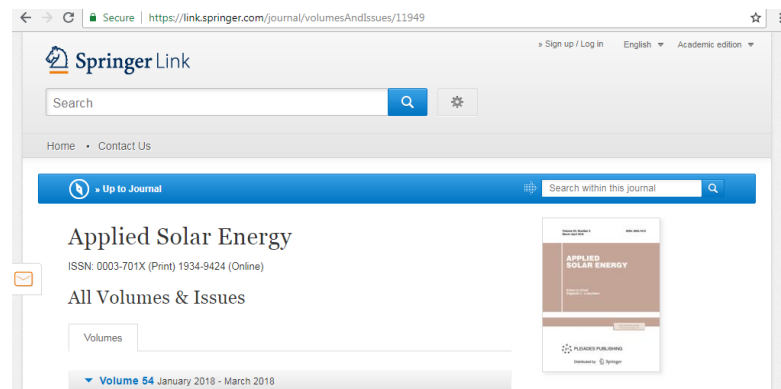 Secure | https://link.springer.com/journal/volumesAndIssues/11949
» Sign up / Log in English Academic edition
Springer Link
Search
Home • Contact Us
» Up to Journal
Search within this journal
Applied Solar Energy
ISSN: 0003-701X (Print) 1934-9424 (Online)
All Volumes & Issues
Volumes
Volume 54 January 2018 - March 2018
APPLIED
SOLAR ENERGY
PLEIADES PUBLISHING
Distributed by Springer